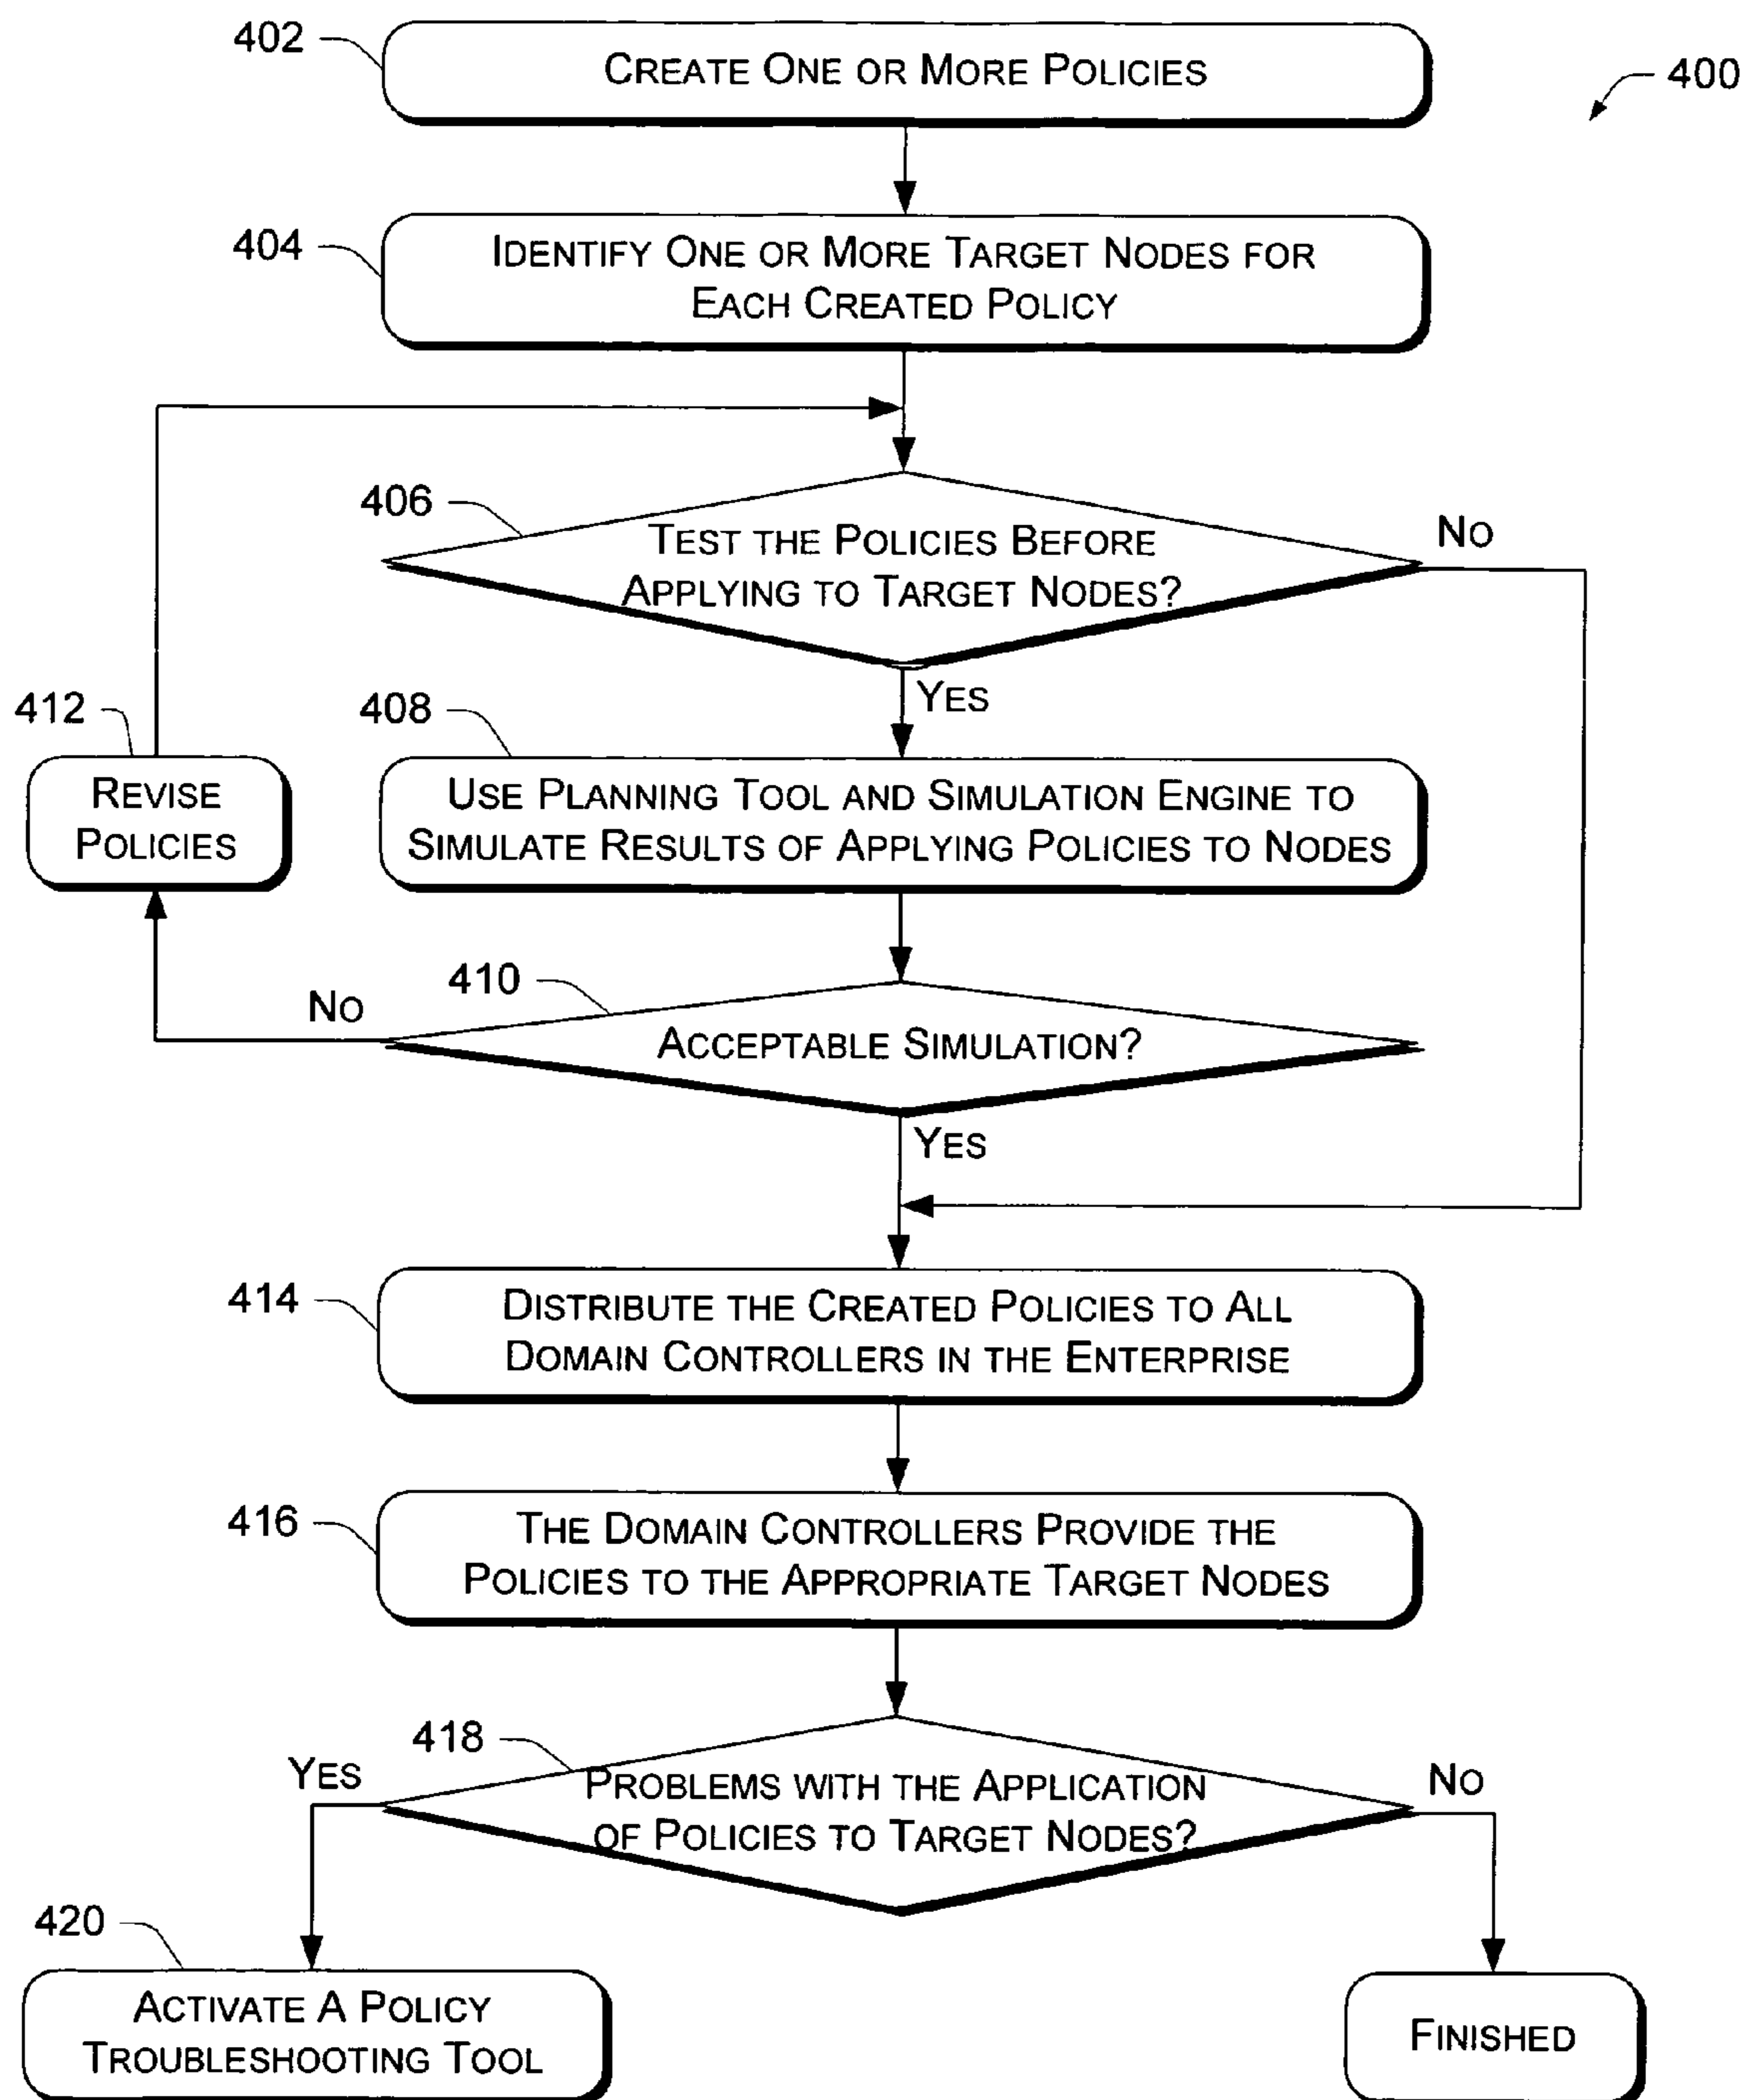 402
CREATE ONE OR MORE POLICIES
400
404
IDENTIFY ONE OR MORE TARGET NODES FOR
EACH CREATED POLICY
406
TEST THE POLICIES BEFORE
APPLYING TO TARGET NODES?
NO
YES
412
REVISE
POLICIES
408
USE PLANNING TOOL AND SIMULATION ENGINE TO
SIMULATE RESULTS OF APPLYING POLICIES TO NODES
410
NO
ACCEPTABLE SIMULATION?
YES
414
DISTRIBUTE THE CREATED POLICIES TO ALL
DOMAIN CONTROLLERS IN THE ENTERPRISE
416
THE DOMAIN CONTROLLERS PROVIDE THE
POLICIES TO THE APPROPRIATE TARGET NODES
418
YES
PROBLEMS WITH THE APPLICATION
OF POLICIES TO TARGET NODES?
NO
420
ACTIVATE A POLICY
TROUBLESHOOTING TOOL
FINISHED